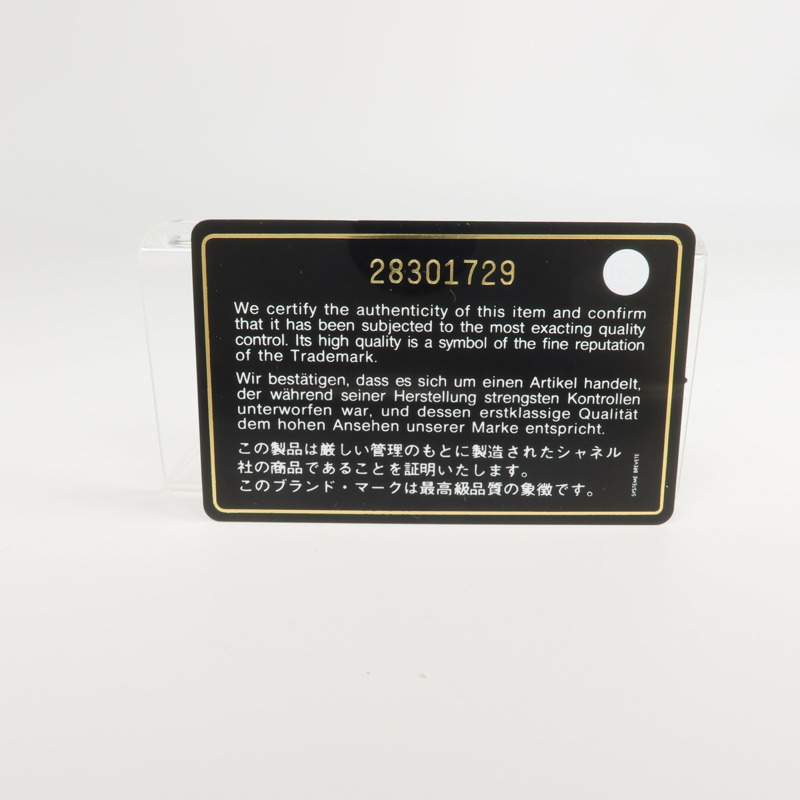 28301729
We certify the authenticity of this item and confirm
that it has been subjected to the most exacting quality
control. Its high quality is a symbol of the fine reputation
of the Trademark.
Wir bestätigen, dass es sich um einen Artikel handelt,
der während seiner Herstellung strengsten Kontrollen
unterworfen war, und dessen erstklassige Qualität
dem hohen Ansehen unserer Marke entspricht.
この製品は厳しい管理のもとに製造されたシャネル
社の商品であることを証明いたします。
このブランド・マークは最高級品質の象徴です。
SYSTEME BREVETE